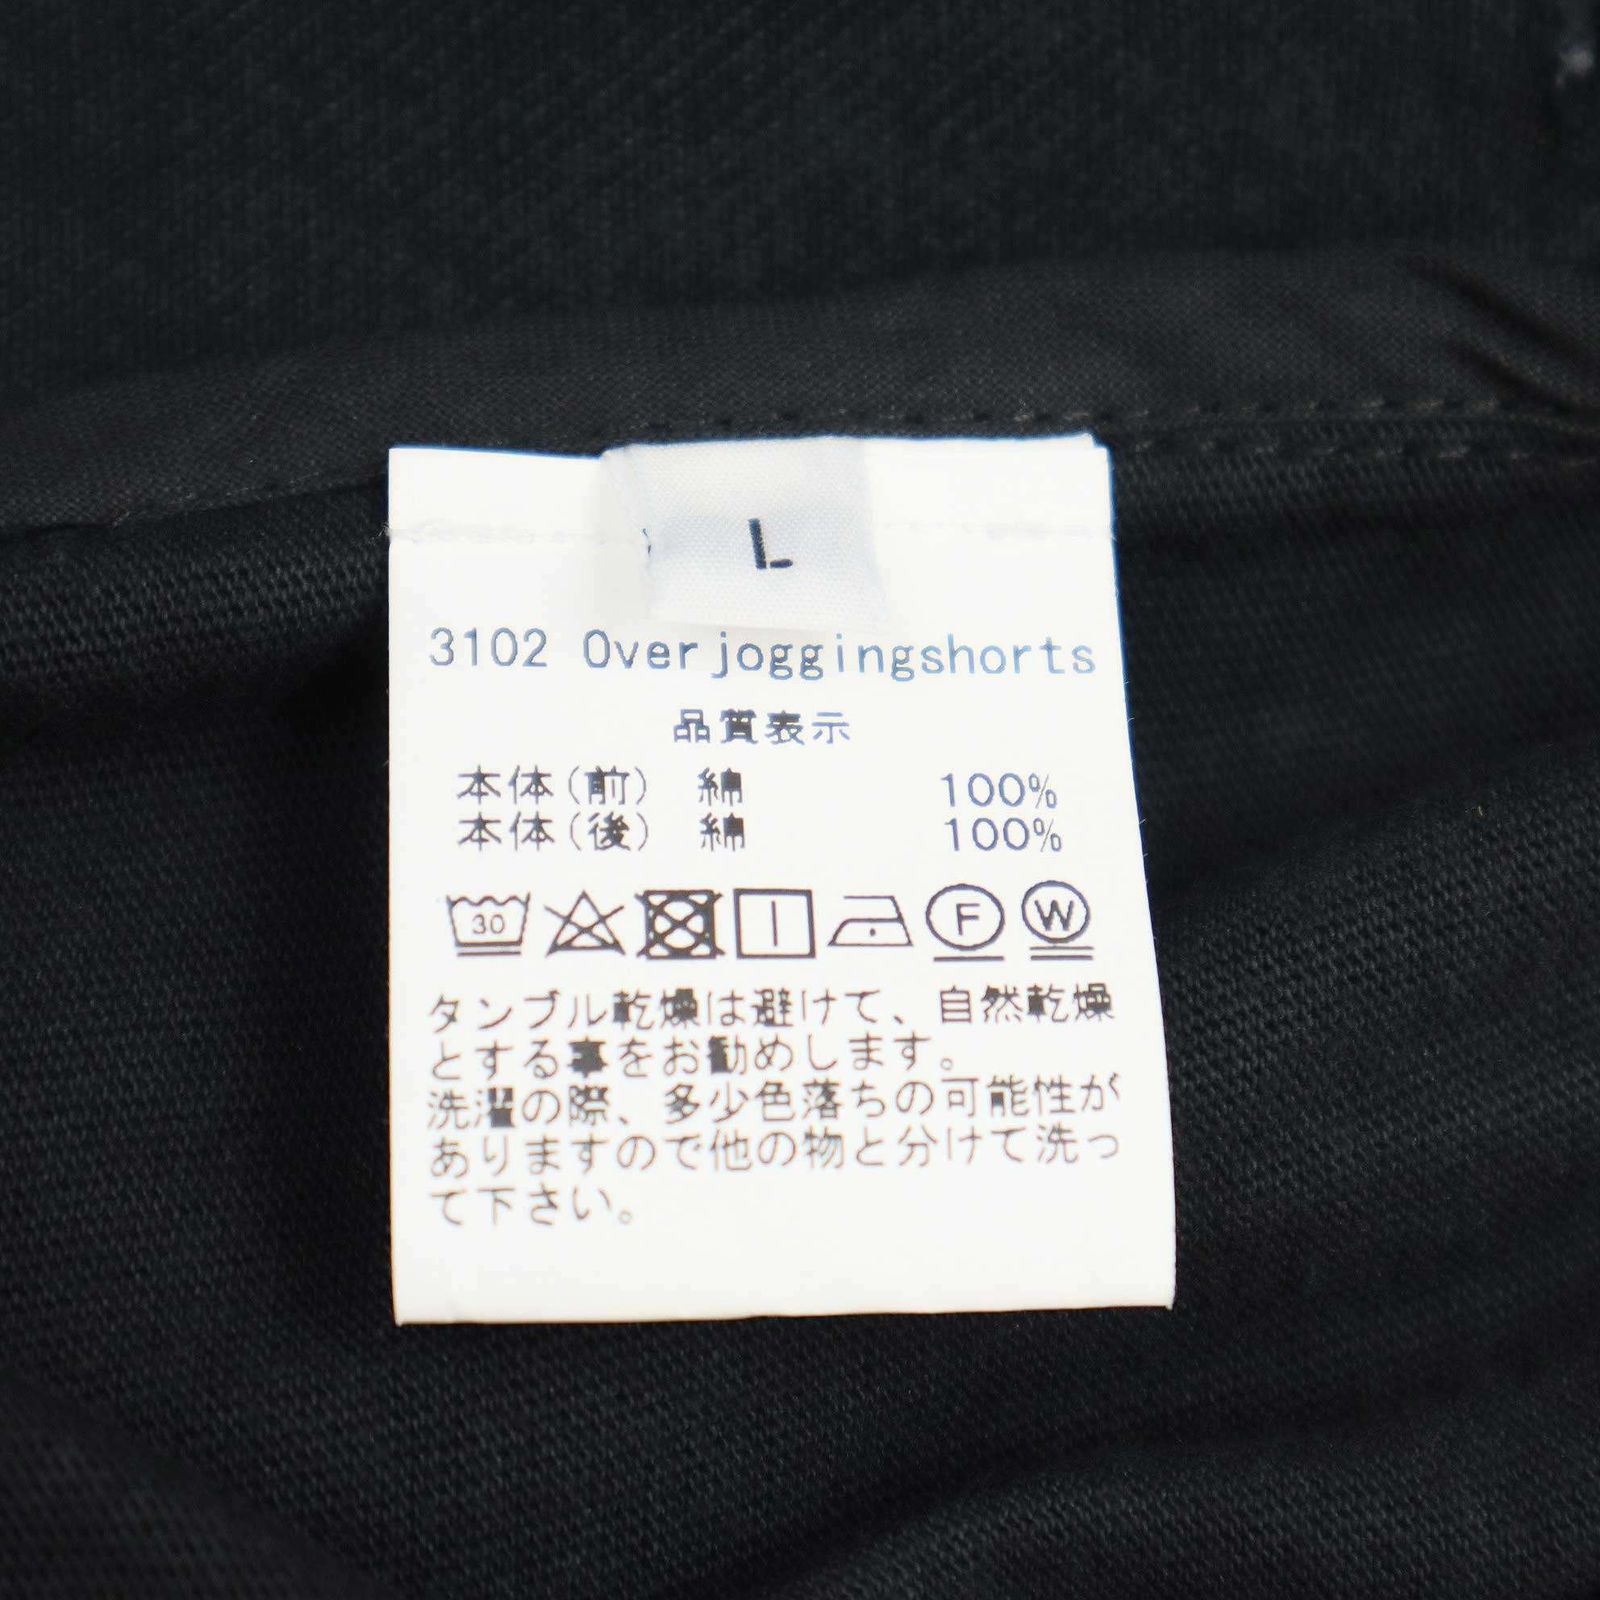 L
3102 Overjoggingshorts
品質表示
本体(前) 綿 100%
本体(後) 綿 100%
30 F W
タンブル乾燥は避けて、自然乾燥
とする事をお勧めします。
洗濯の際、多少色落ちの可能性が
ありますので他の物と分けて洗っ
て下さい。